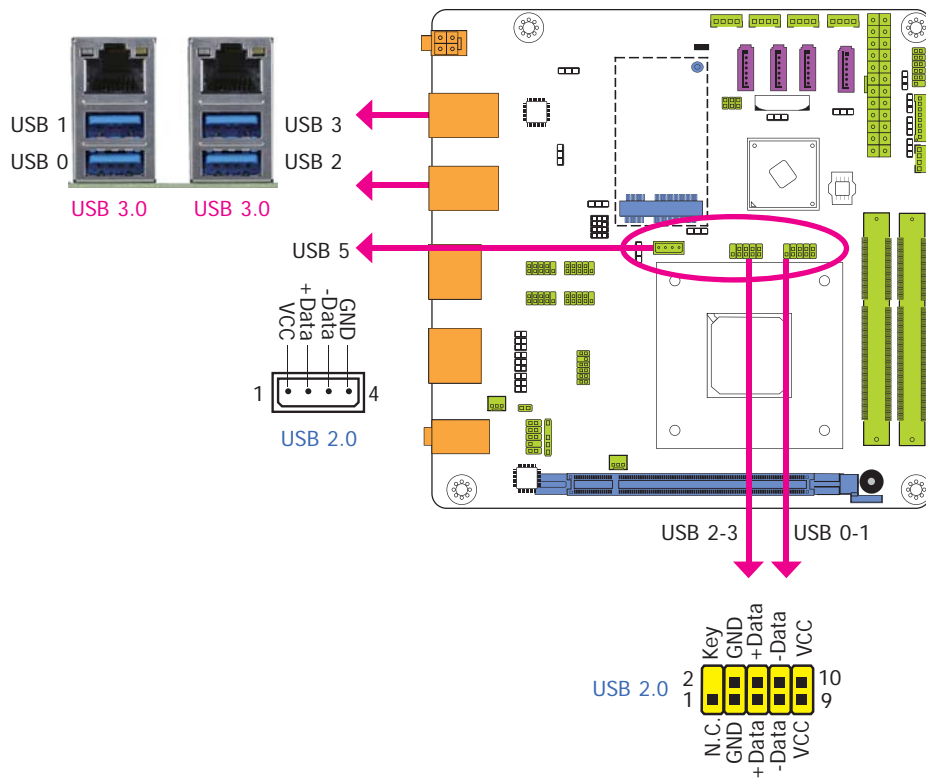 USB 1
USB 0
USB 3
USB 2
USB 3.0
USB 3.0
USB 5
VCC
+Data
-Data
GND
1
4
USB 2.0
USB 2-3
USB 0-1
Key
GND
+Data
-Data
VCC
2
10
USB 2.0
1
9
N.C.
GND
+Data
-Data
VCC